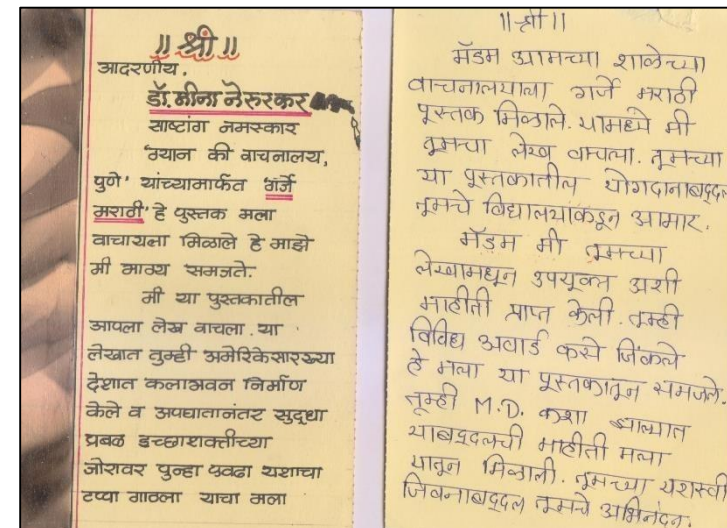 ॥ श्री ॥
आदरणीय,
डॉ. मीना नेरुरकर
साष्टांग नमस्कार
'ग्यान की वाचनालय,
पुणे' यांच्यामार्फत 'गर्जे
मराठी' हे पुस्तक मला
वाचायला मिळाले हे माझे
मी भाग्य समजते.
मी या पुस्तकातील
आपला लेख वाचला. या
लेखात तुम्ही अमेरिकेसारख्या
देशात कलाभवन निर्माण
केले व अपघातानंतर सुद्धा
प्रबळ इच्छाशक्तीच्या
जोरावर पुन्हा एवढा यशाचा
टप्पा गाठला याचा मला
॥ श्री ॥
मॅडम आमच्या शाळेच्या
वाचनालयाला गर्जे मराठी
पूस्तक मिळाले. यामध्ये मी
तूमचा लेख वाचला. तूमच्या
या पूस्तकातील योगदानाबद्दल
तूमचे विद्यालयाकडून आभार.
मॅडम मी तूमच्या
लेखामधून उपयूक्त अशी
माहीती प्राप्त केली. तूम्ही
विविध अवार्ड कसे जिंकले
हे मला या पूस्तकातून समजले.
तूम्ही M.D. कशा झाल्यात
याबद्दलची माहीती मला
यातून मिळाली. तूमच्या यशस्वी
जिवनाबद्दल तूमचे अभिनंदन.